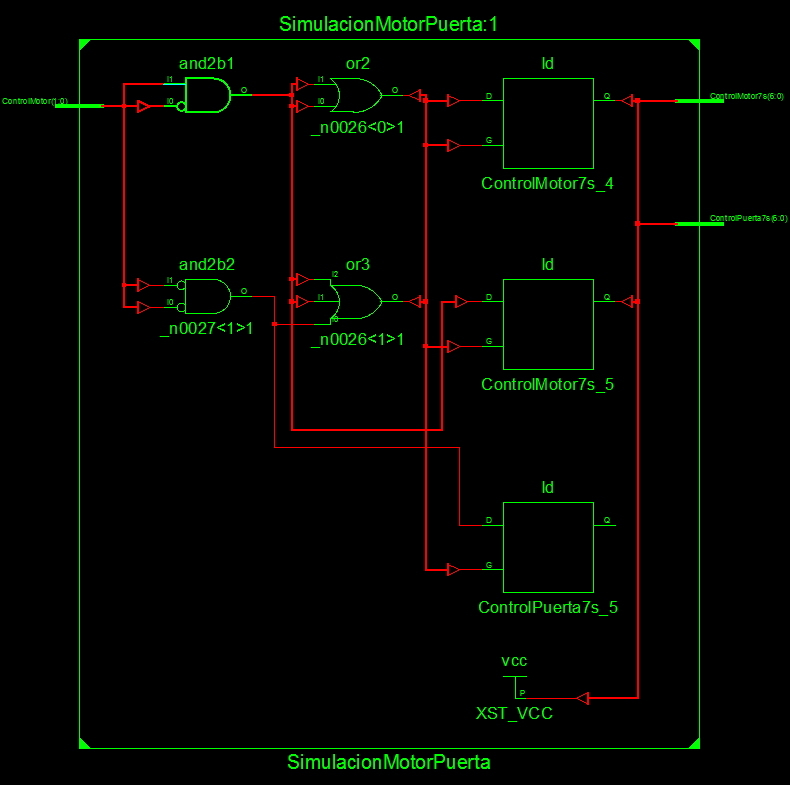 SimulacionMotorPuerta:1
and2b1
or2
ld
I1
I0
O
I1
I0
O
D
G
Q
ControlMotor(1:0)
ControlMotor7s(6:0)
_n0026<0>1
ControlMotor7s_4
ControlPuerta7s(6:0)
and2b2
or3
ld
I1
I0
O
I2
I1
I0
O
D
G
Q
_n0027<1>1
_n0026<1>1
ControlMotor7s_5
ld
D
G
Q
ControlPuerta7s_5
vcc
P
XST_VCC
SimulacionMotorPuerta